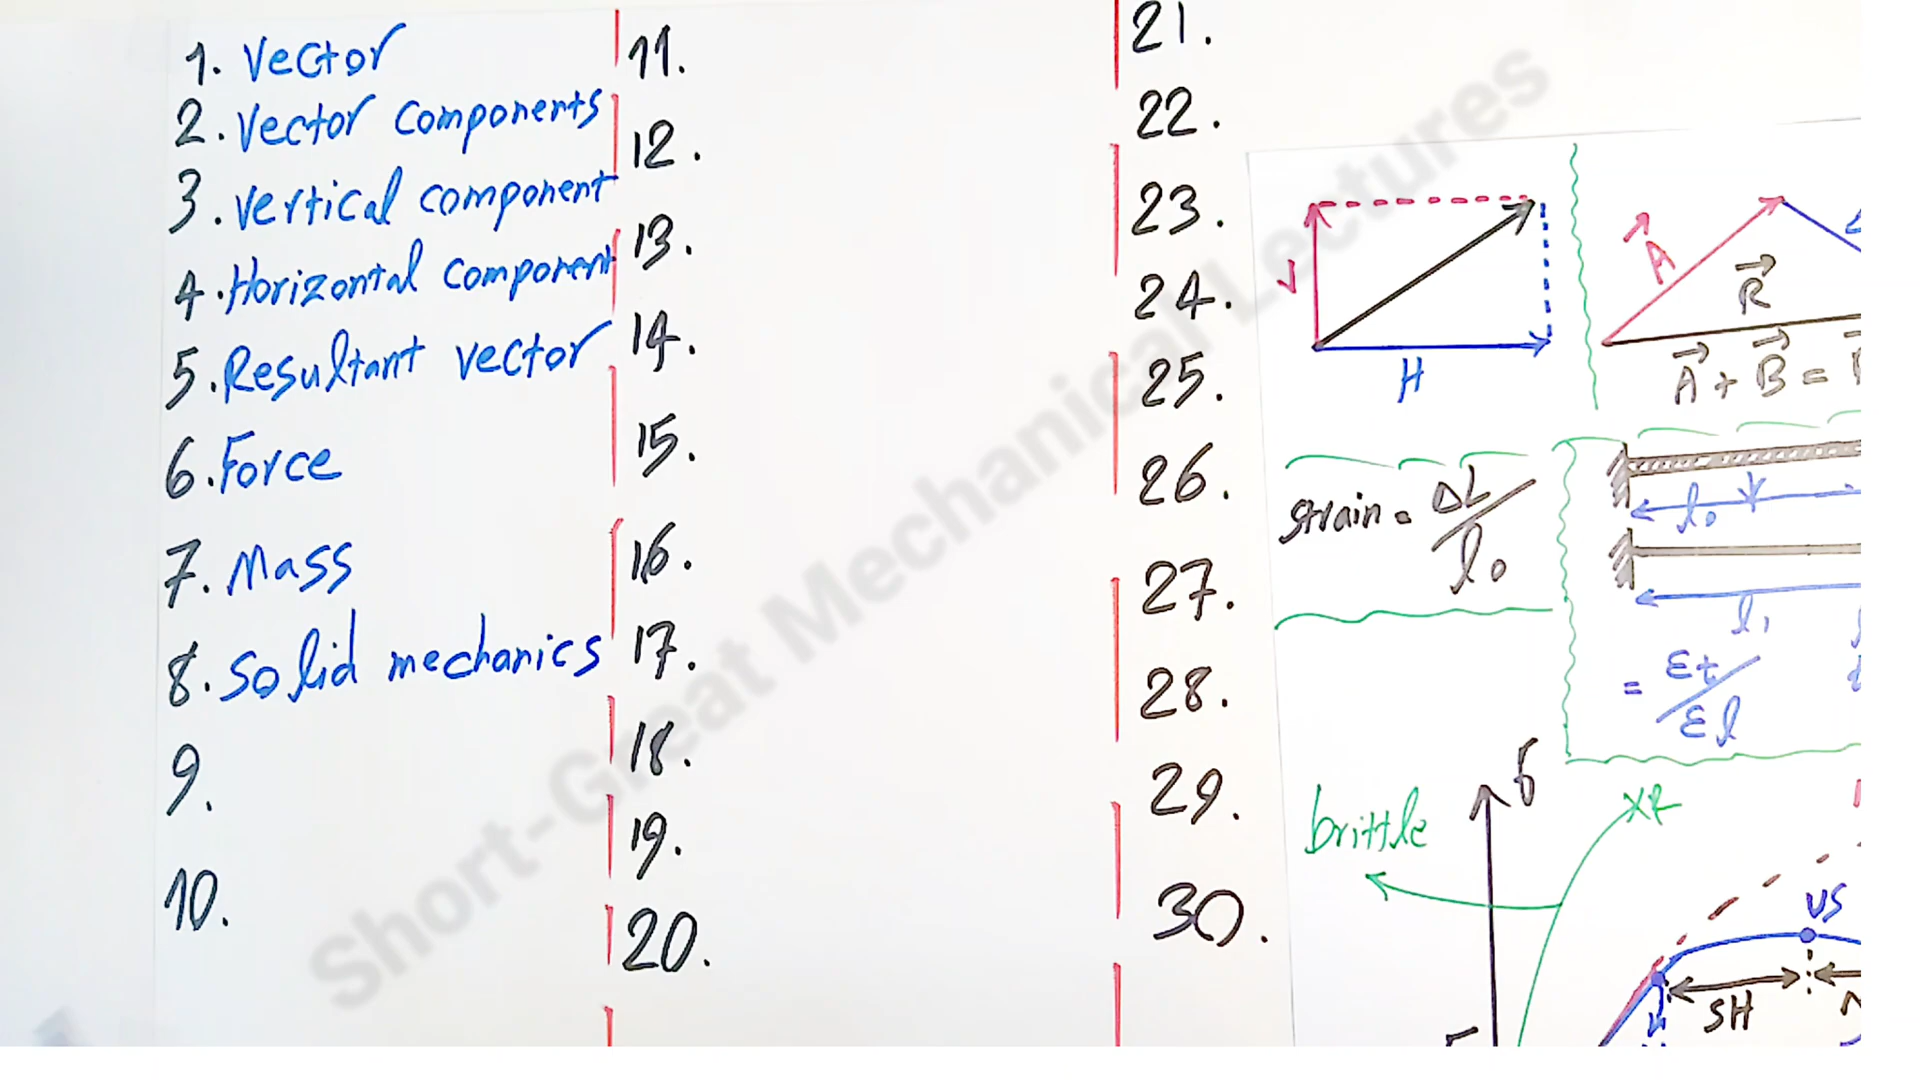 1. Vector
2. Vector components
3. Vertical component
4. Horizontal component
5. Resultant vector
6. Force
7. Mass
8. Solid mechanics
9.
10.
11.
12.
13.
14.
15.
16.
17.
18.
19.
20.
21.
22.
23.
24.
25.
26.
27.
28.
29.
30.
V
H
A
R
A + B =
strain = ΔL/l₀
l₀
l₁
= εt/εl
brittle
σ
XR
US
SH
Short-Great Mechanical Lectures